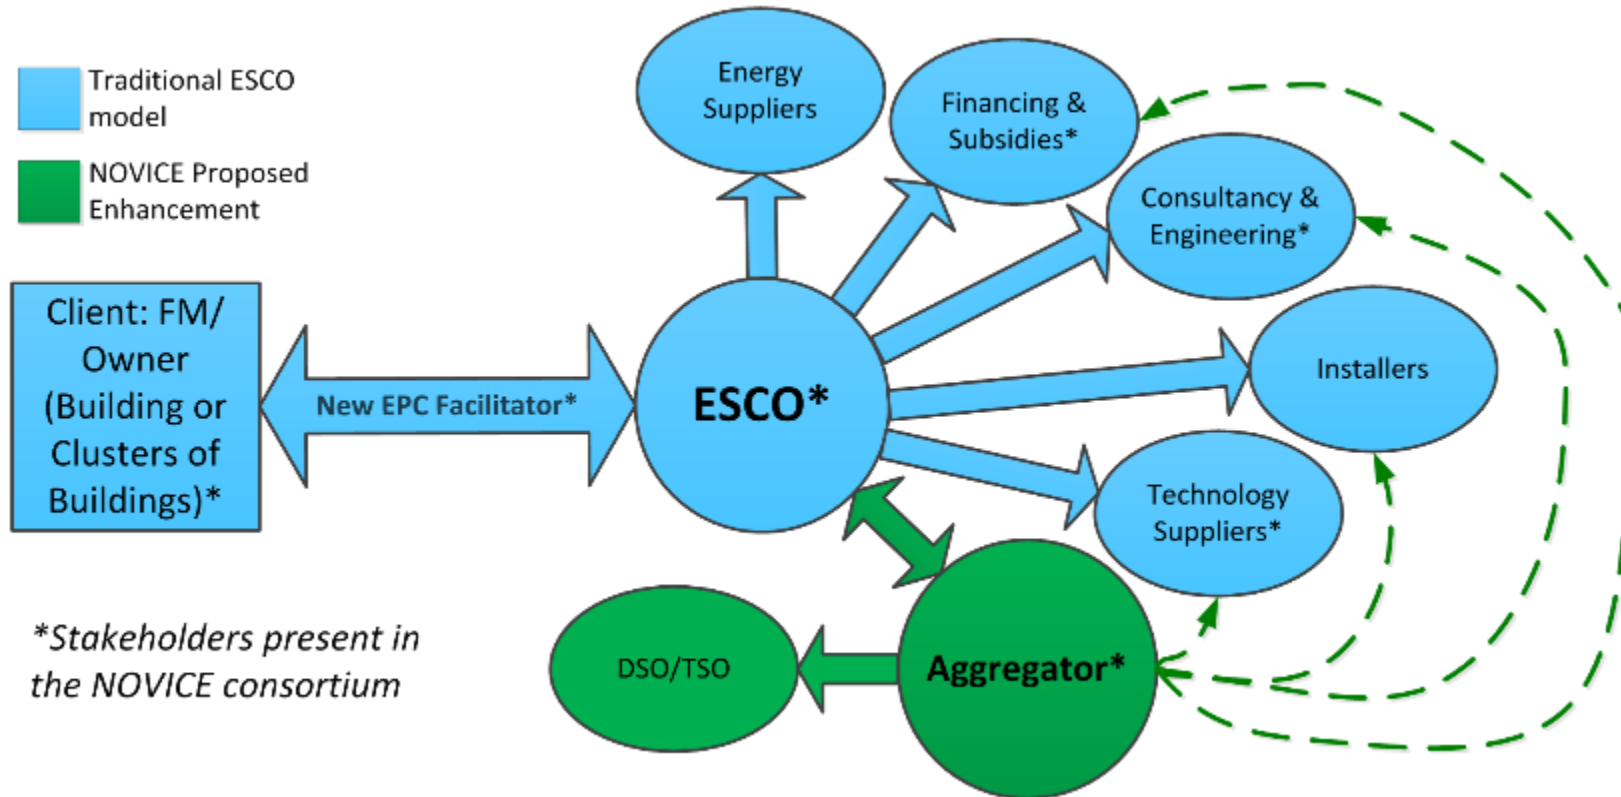 Traditional ESCO
model
NOVICE Proposed
Enhancement
Client: FM/
Owner
(Building or
Clusters of
Buildings)*
New EPC Facilitator*
ESCO*
Energy
Suppliers
Financing &
Subsidies*
Consultancy &
Engineering*
Installers
Technology
Suppliers*
Aggregator*
DSO/TSO
*Stakeholders present in
the NOVICE consortium